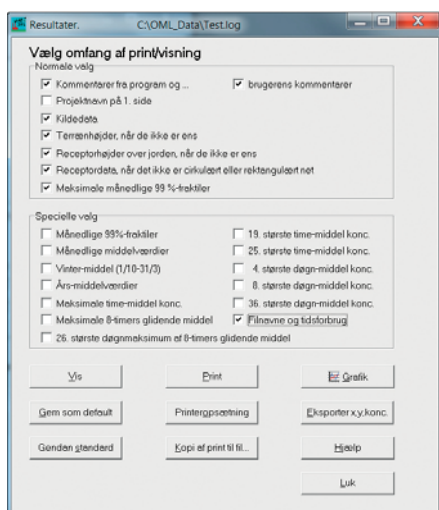 Resultater. C:\OML_Data\Test.log
Vælg omfang af print/visning
Normale valg
Kommentarer fra program og ... brugerens kommentarer
Projektnavn på 1. side
Kildedata
Terrænhøjder, når de ikke er ens
Receptorhøjder over jorden, når de ikke er ens
Receptordata, når det ikke er cirkulært eller rektangulært net
Maksimale månedlige 99 %-fraktiler
Specielle valg
Månedlige 99%-fraktiler 19. største time-middel konc.
Månedlige middelværdier 25. største time-middel konc.
Vinter-middel (1/10-31/3) 4. største døgn-middel konc.
Års-middelværdier 8. største døgn-middel konc.
Maksimale time-middel konc. 36. største døgn-middel konc.
Maksimale 8-timers glidende middel Filnavne og tidsforbrug
26. største døgnmaksimum af 8-timers glidende middel
Vis Print Grafik
Gem som default Printeropsætning Eksporter x,y,konc.
Gendan standard Kopi af print til fil... Hjælp
Luk